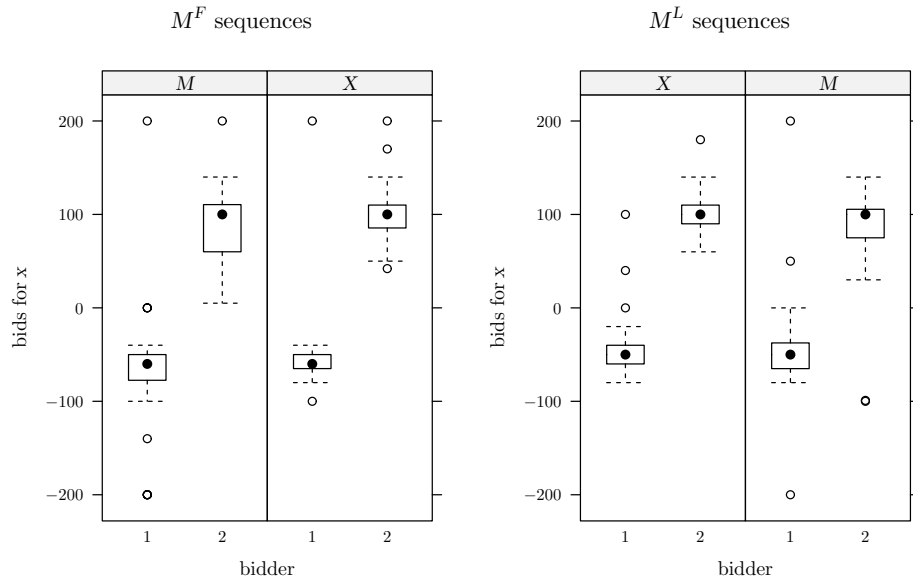 M^F sequences
M X
bids for x
200
100
0
−100
−200
1 2 1 2
bidder
M^L sequences
X M
bids for x
200
100
0
−100
−200
1 2 1 2
bidder